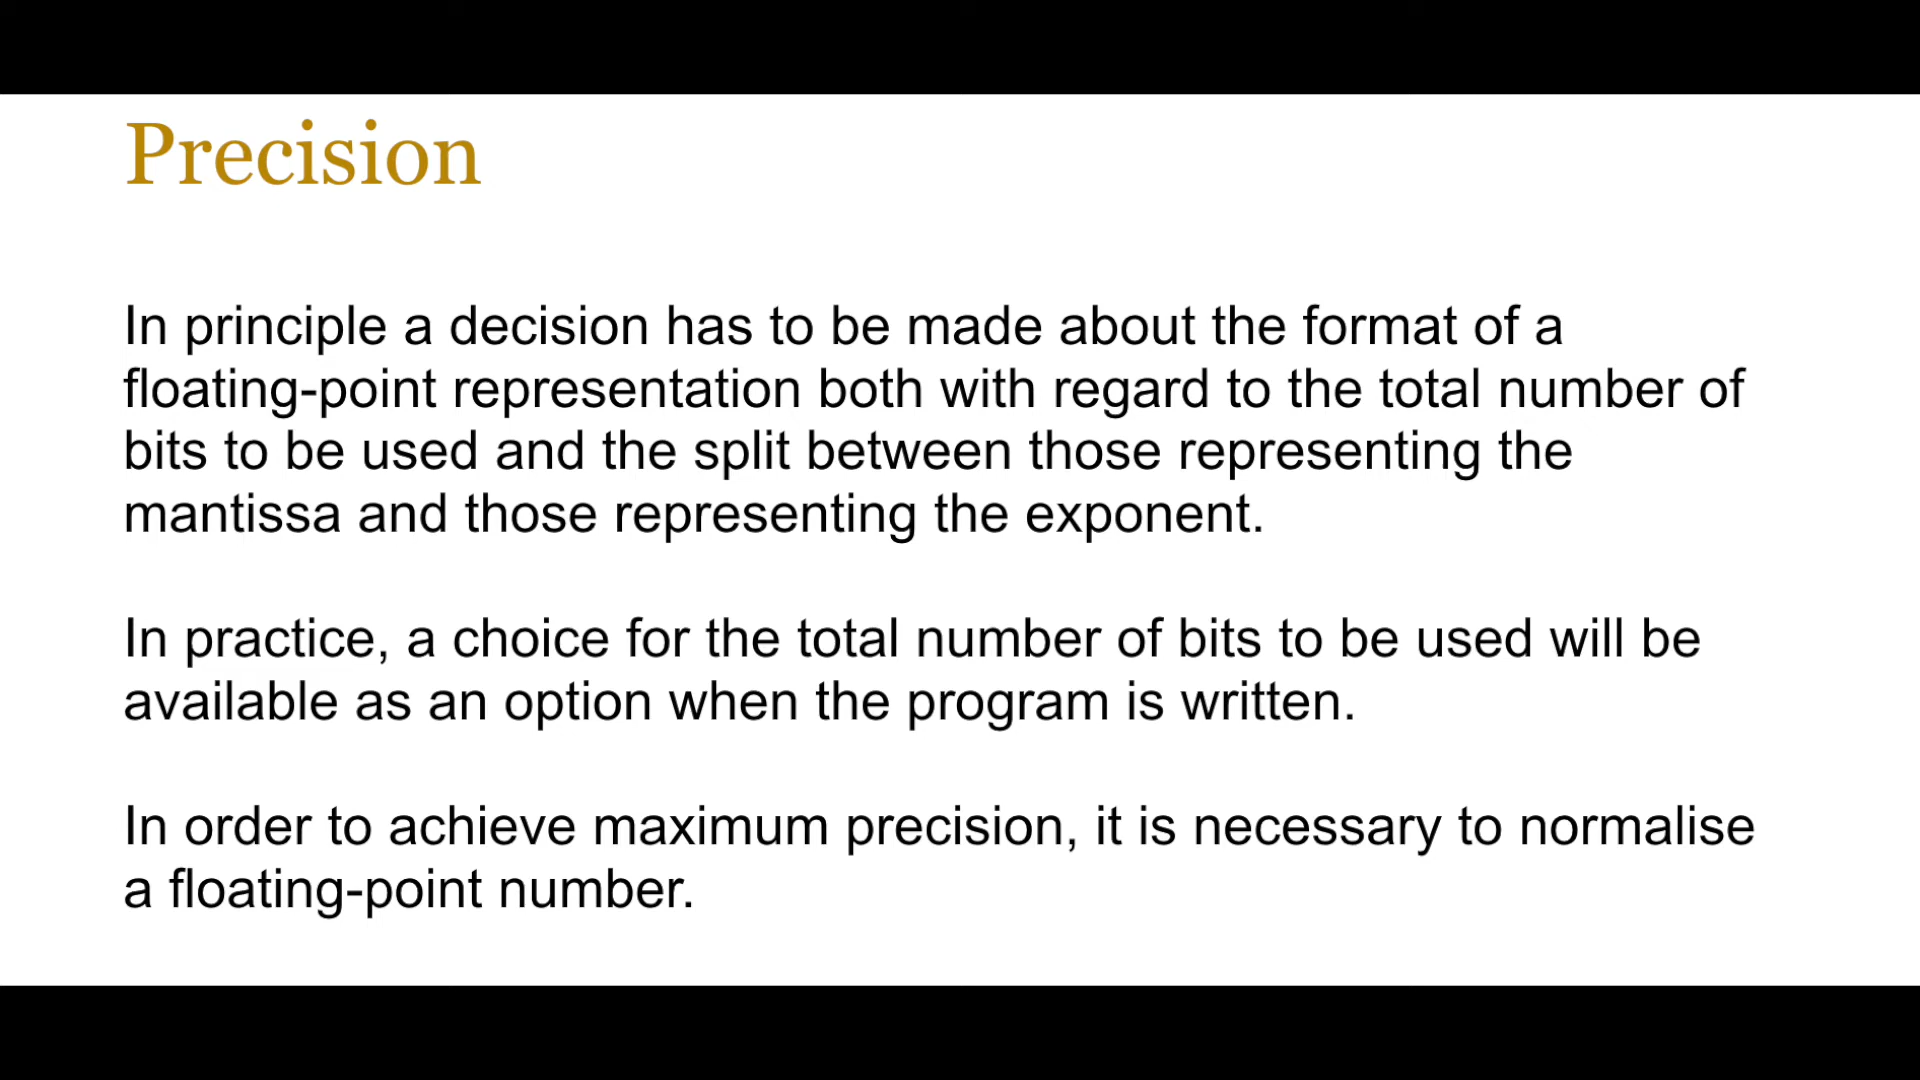 Precision
In principle a decision has to be made about the format of a
floating-point representation both with regard to the total number of
bits to be used and the split between those representing the
mantissa and those representing the exponent.
In practice, a choice for the total number of bits to be used will be
available as an option when the program is written.
In order to achieve maximum precision, it is necessary to normalise
a floating-point number.